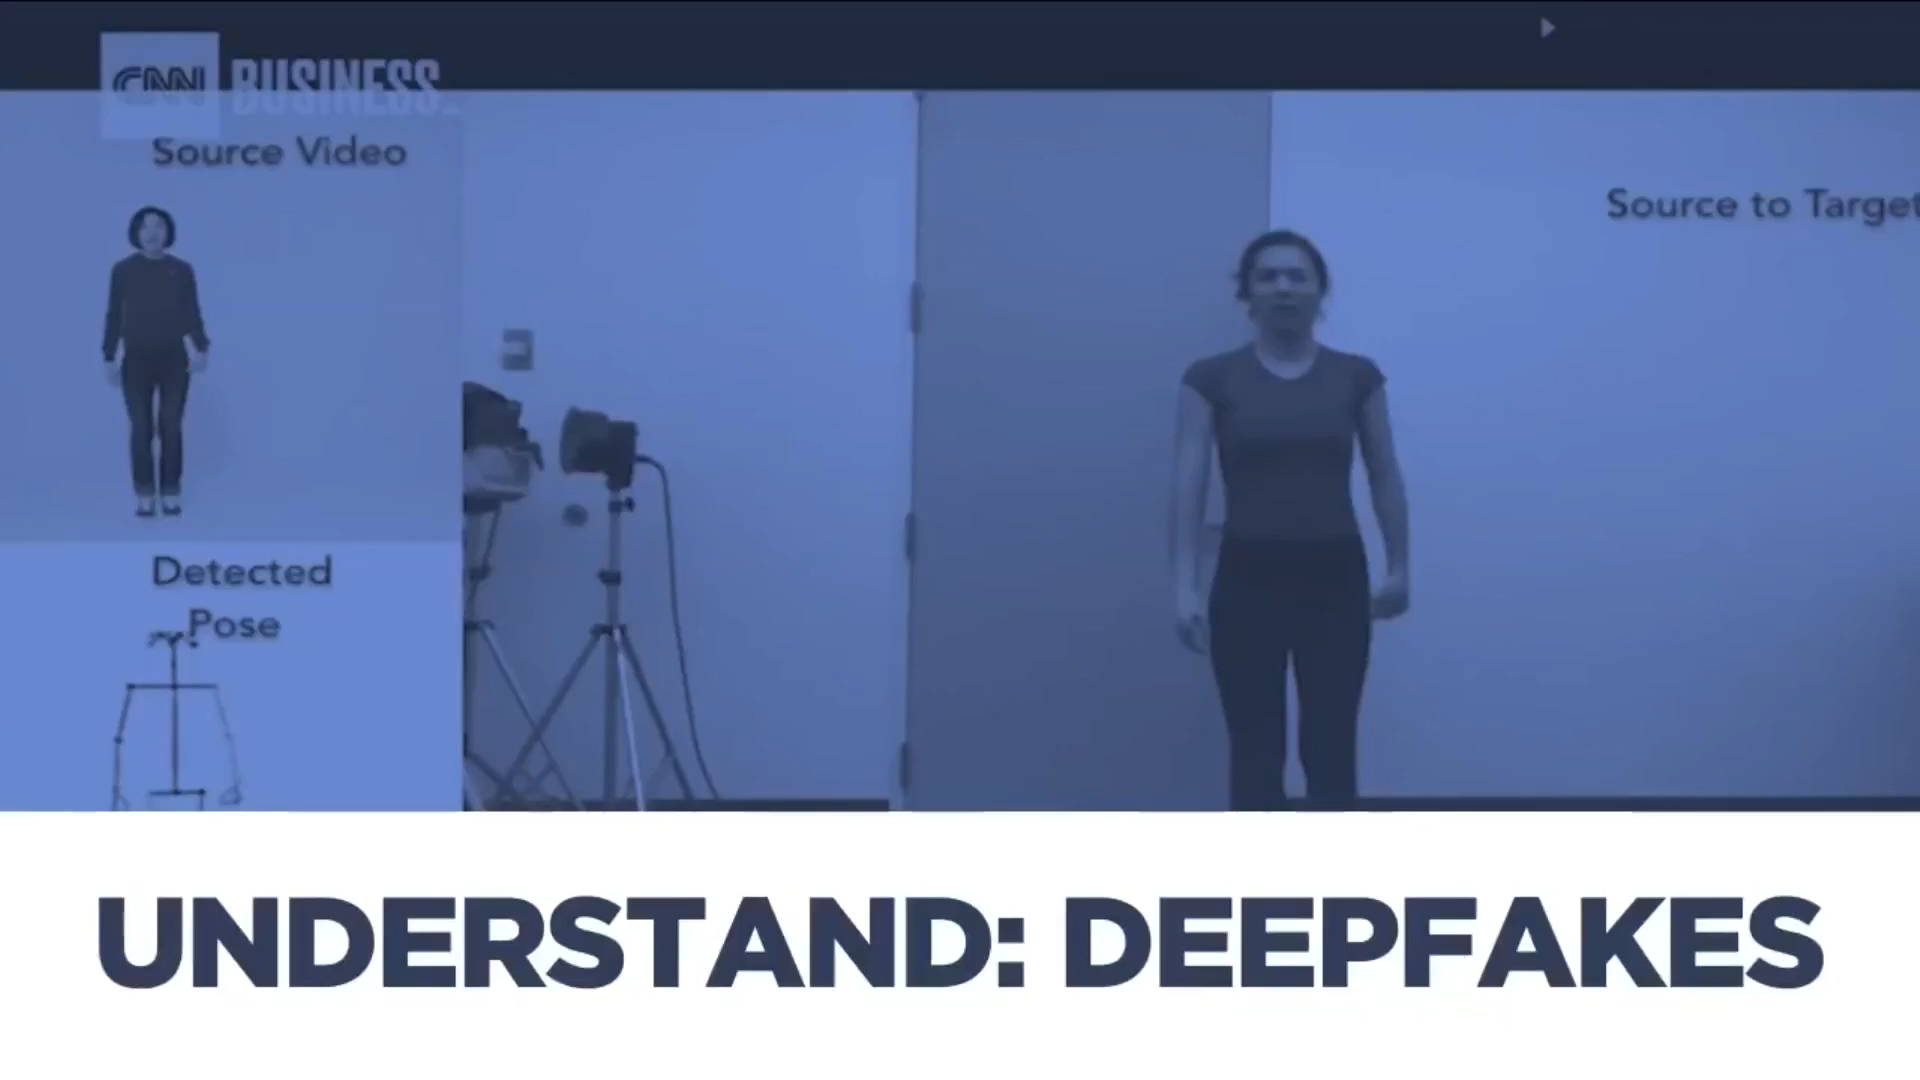 CNN BUSINESS
Source Video
Source to Target
Detected
Pose
UNDERSTAND: DEEPFAKES